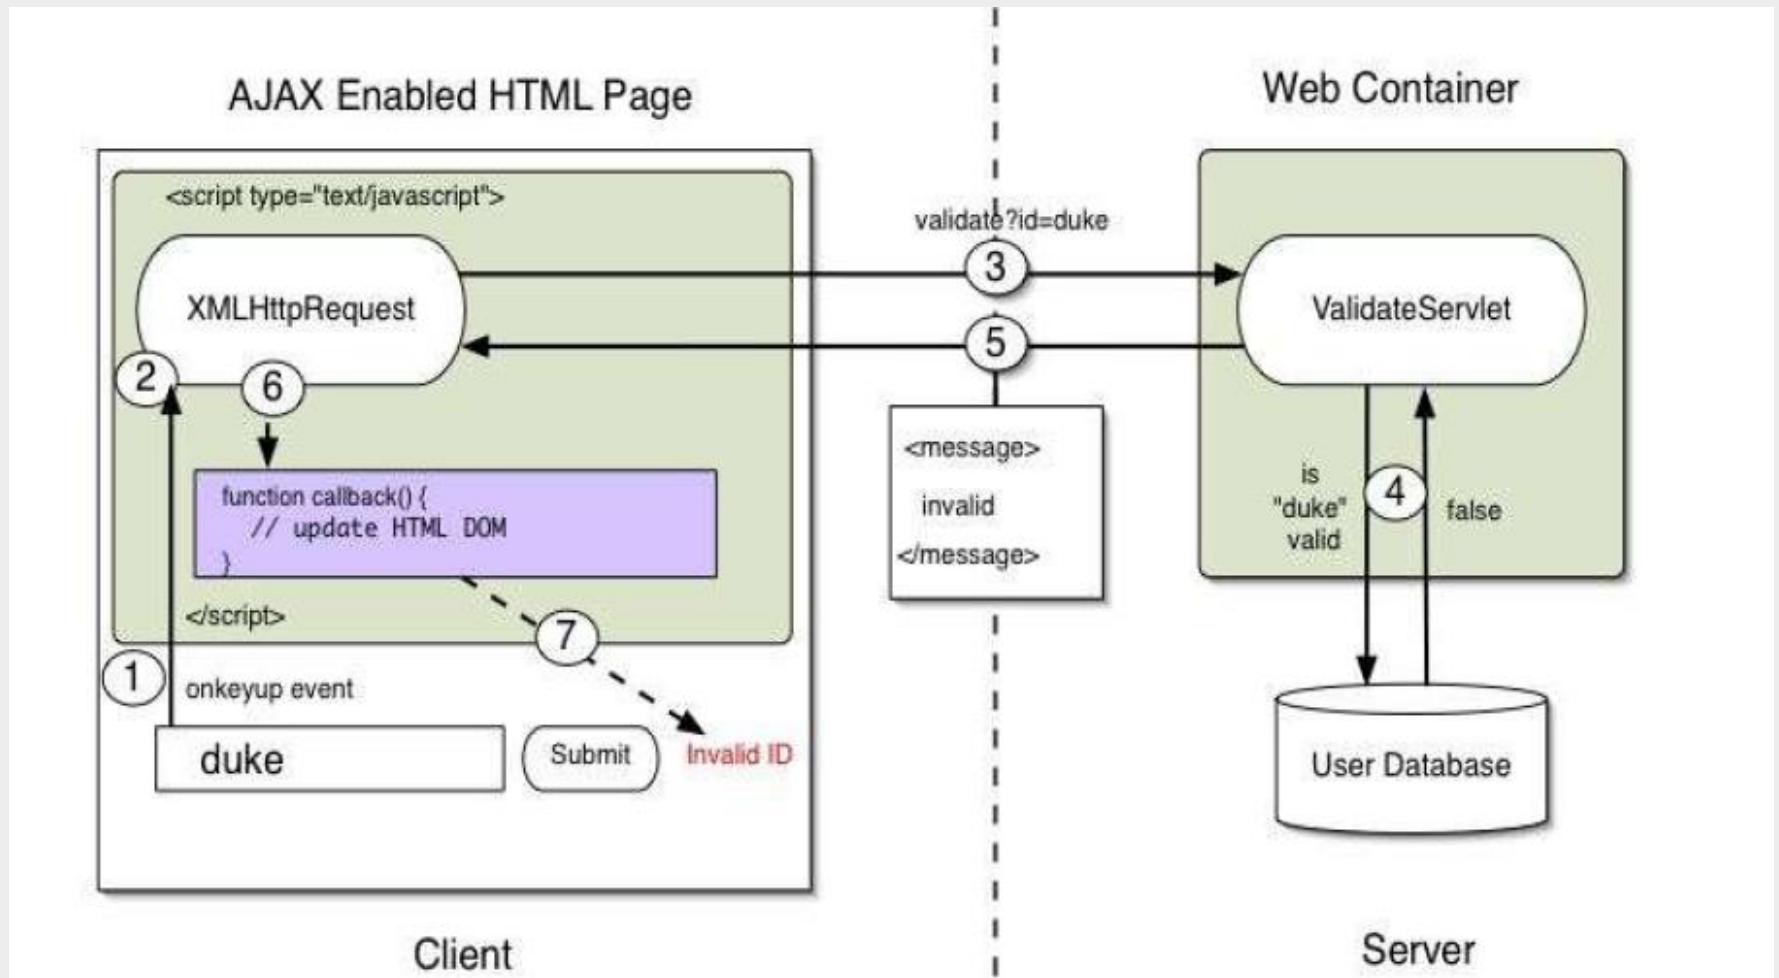 AJAX Enabled HTML Page
Web Container
<script type="text/javascript">
validate?id=duke
3
XMLHttpRequest
ValidateServlet
5
2
6
<message>
invalid
</message>
is
"duke"
valid
4
false
function callback() {
// update HTML DOM
}
</script>
7
1
onkeyup event
duke
Submit
Invalid ID
User Database
Client
Server